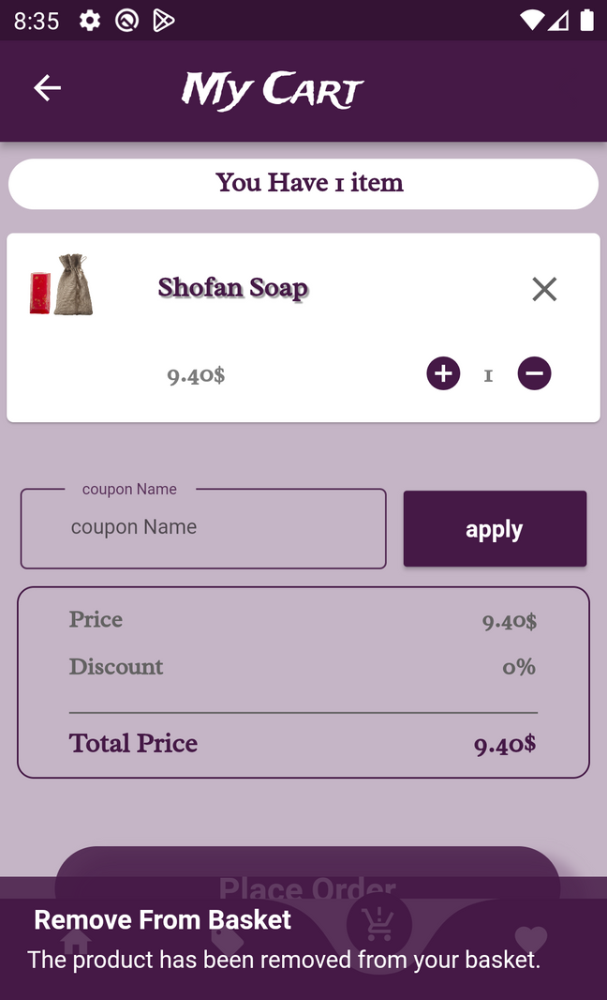 8:35
My Cart
You Have 1 item
Shofan Soap
9.40$
1
coupon Name
coupon Name
apply
Price 9.40$
Discount 0%
Total Price 9.40$
Place Order
Remove From Basket
The product has been removed from your basket.